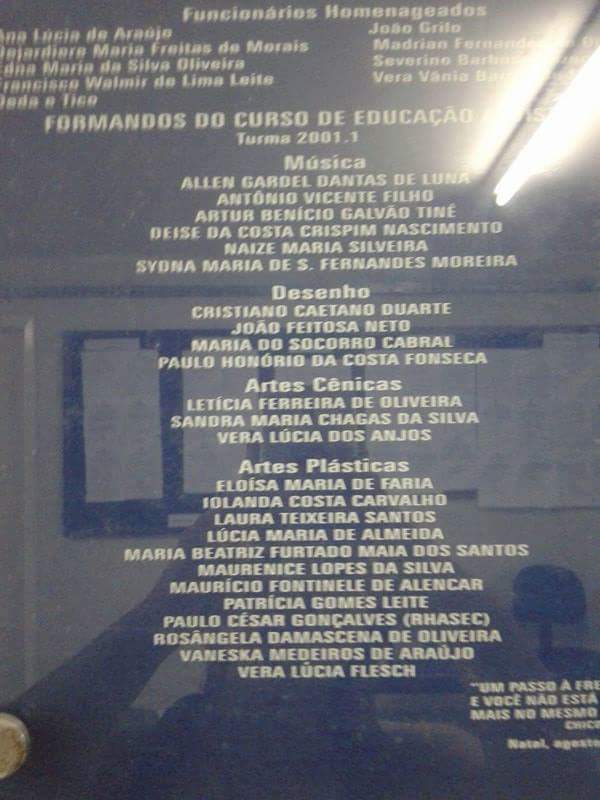 Funcionários Homenageados
Ana Lúcia de Araújo João Grilo
Dejardiere Maria Freitas de Morais Madrian Fernandes
Edna Maria da Silva Oliveira Severino
Francisco Walmir de Lima Leite Vera Vânia
Deda e Tico
FORMANDOS DO CURSO DE EDUCAÇÃO
Turma 2001.1
Música
ALLEN GARDEL DANTAS DE LUNA
ANTÔNIO VICENTE FILHO
ARTUR BENÍCIO GALVÃO TINÉ
DEISE DA COSTA CRISPIM NASCIMENTO
NAIZE MARIA SILVEIRA
SYDNA MARIA DE S. FERNANDES MOREIRA
Desenho
CRISTIANO CAETANO DUARTE
JOÃO FEITOSA NETO
MARIA DO SOCORRO CABRAL
PAULO HONÓRIO DA COSTA FONSECA
Artes Cênicas
LETÍCIA FERREIRA DE OLIVEIRA
SANDRA MARIA CHAGAS DA SILVA
VERA LÚCIA DOS ANJOS
Artes Plásticas
ELOÍSA MARIA DE FARIA
IOLANDA COSTA CARVALHO
LAURA TEIXEIRA SANTOS
LÚCIA MARIA DE ALMEIDA
MARIA BEATRIZ FURTADO MAIA DOS SANTOS
MAURENICE LOPES DA SILVA
MAURÍCIO FONTINELE DE ALENCAR
PATRÍCIA GOMES LEITE
PAULO CÉSAR GONÇALVES (RHASEC)
ROSÂNGELA DAMASCENA DE OLIVEIRA
VANESKA MEDEIROS DE ARAÚJO
VERA LÚCIA FLESCH
"UM PASSO À FRE
E VOCÊ NÃO ESTÁ
MAIS NO MESMO
CHICO
Natal, agosto